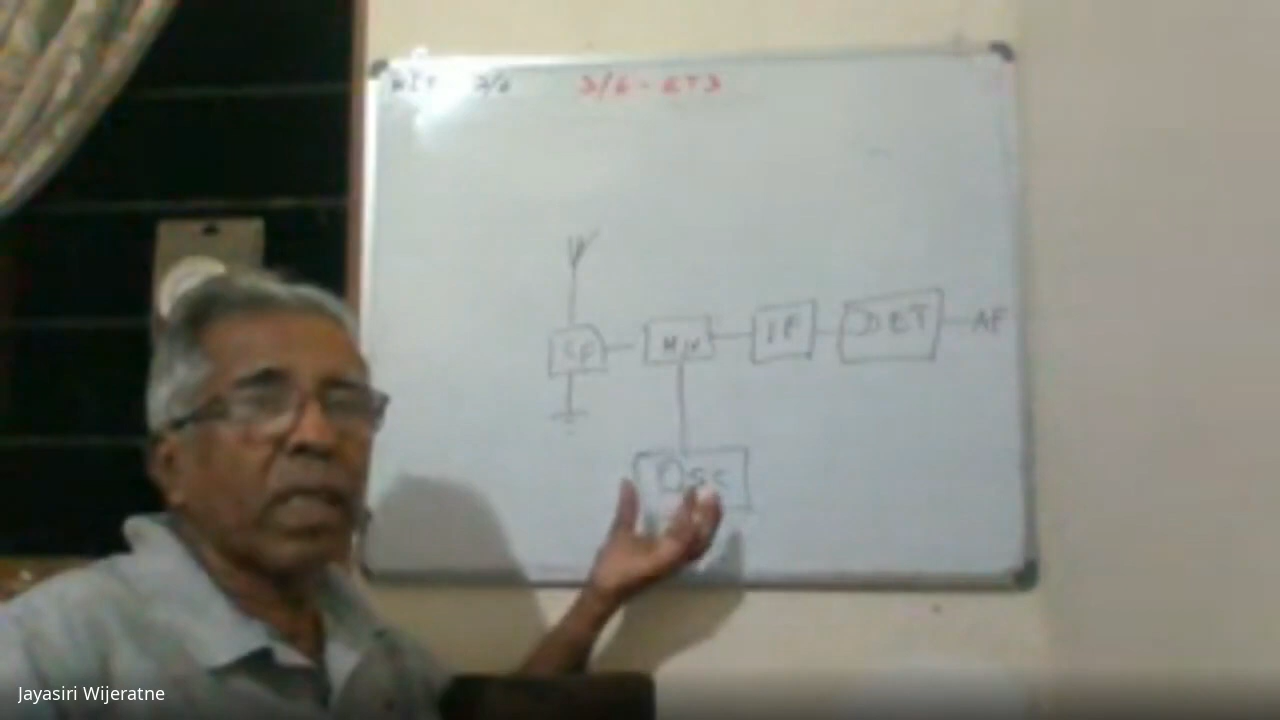 3/6 - ET3
RF MIX IF DET AF
OSC
Jayasiri Wijeratne